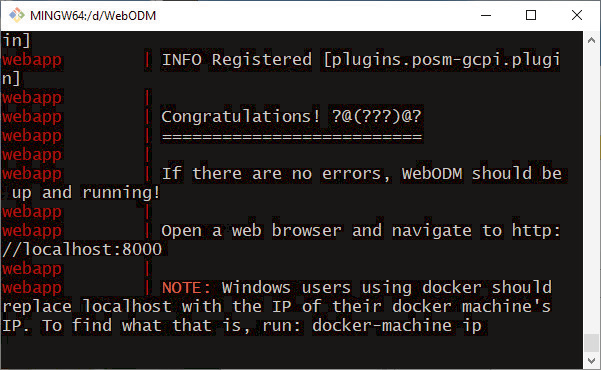 MINGW64:/d/WebODM
in]
webapp | INFO Registered [plugins.posm-gcpi.plugi
n]
webapp |
webapp | Congratulations! ?@(???)@?
webapp | ==========================
webapp |
webapp | If there are no errors, WebODM should be
up and running!
webapp |
webapp | Open a web browser and navigate to http:
//localhost:8000
webapp |
webapp | NOTE: Windows users using docker should
replace localhost with the IP of their docker machine's
IP. To find what that is, run: docker-machine ip